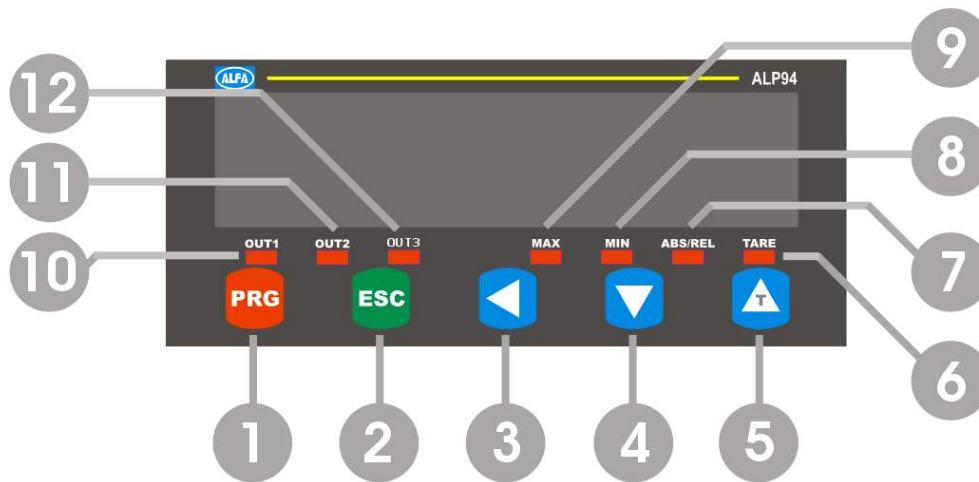 9
12
ALFA ALP94
8
11
OUT1 OUT2 OUT3 MAX MIN ABS/REL TARE
10 7
PRG ESC T
6
1 2 3 4 5